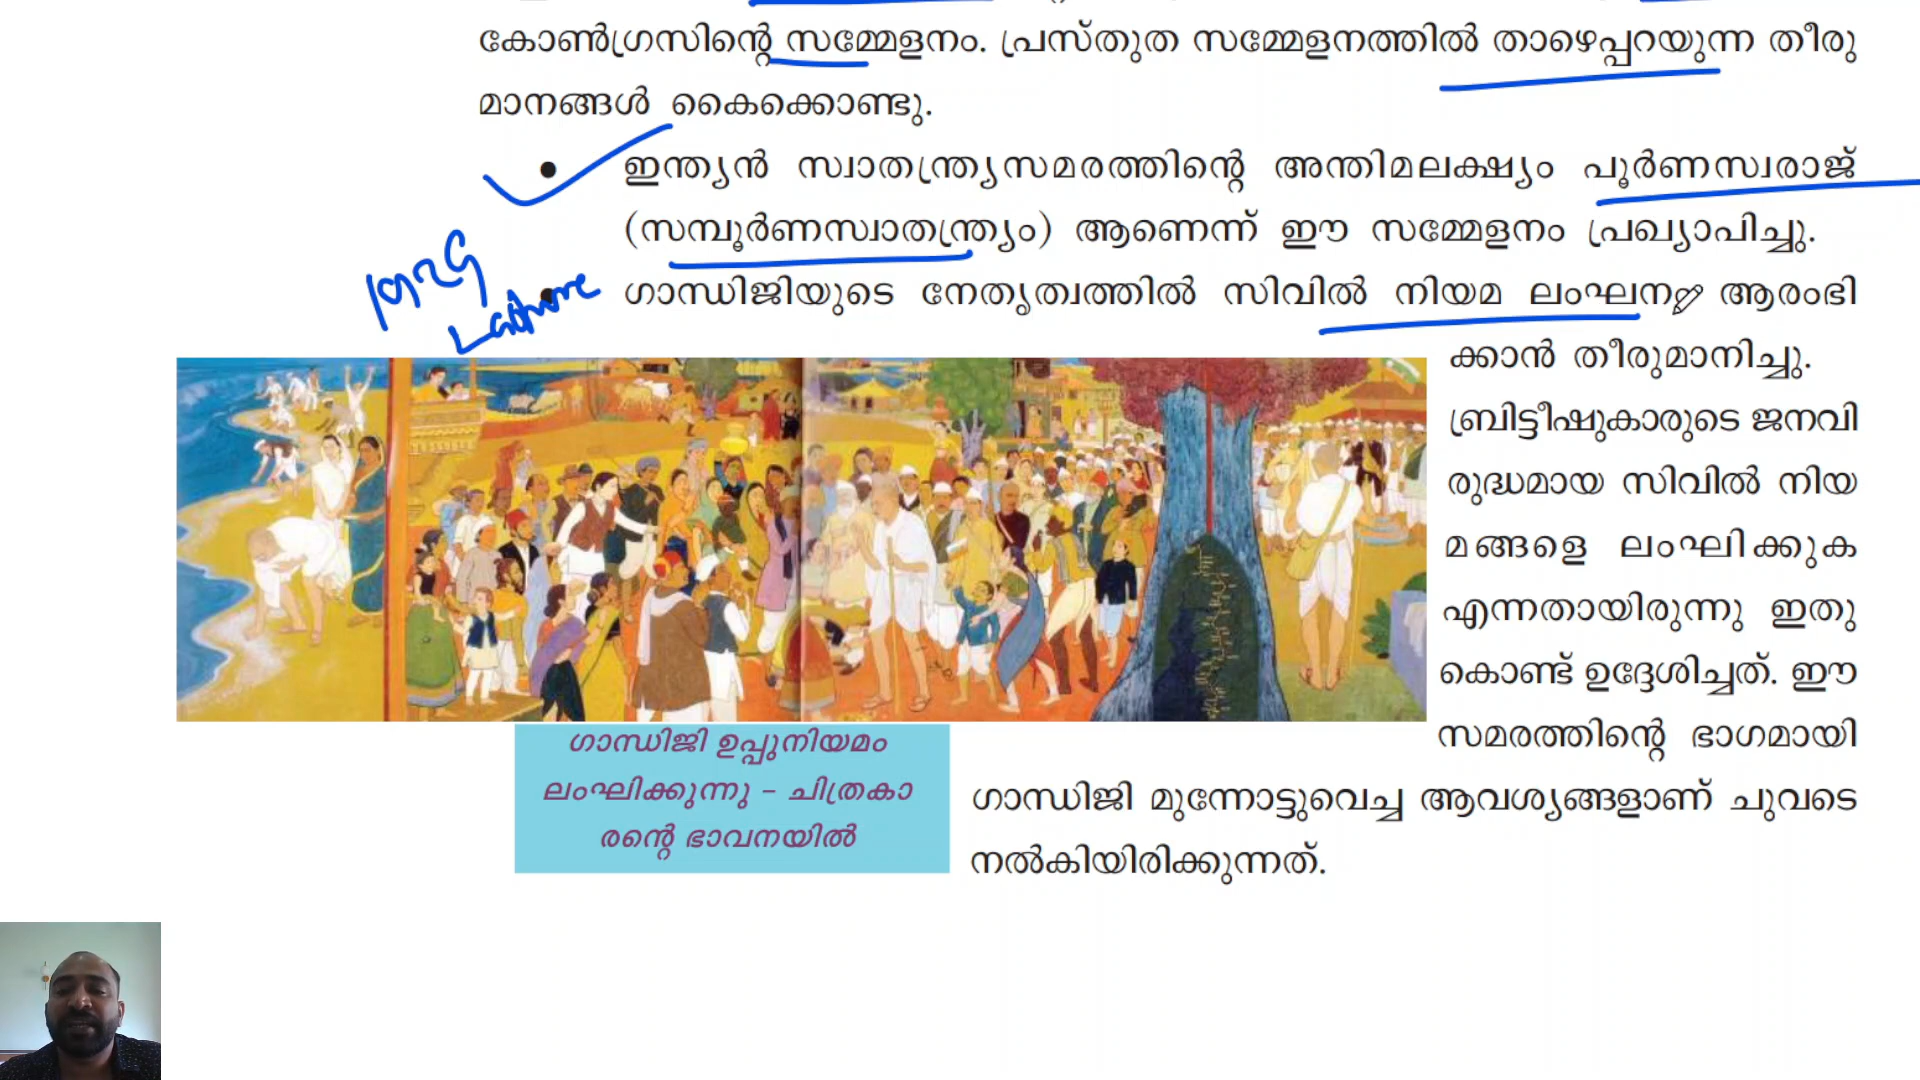 കോൺഗ്രസിന്റെ സമ്മേളനം. പ്രസ്തുത സമ്മേളനത്തിൽ താഴെപ്പറയുന്ന തീരു
മാനങ്ങൾ കൈക്കൊണ്ടു.
• ഇന്ത്യൻ സ്വാതന്ത്ര്യസമരത്തിന്റെ അന്തിമലക്ഷ്യം പൂർണസ്വരാജ്
(സമ്പൂർണസ്വാതന്ത്ര്യം) ആണെന്ന് ഈ സമ്മേളനം പ്രഖ്യാപിച്ചു.
1929
Lahore
• ഗാന്ധിജിയുടെ നേതൃത്വത്തിൽ സിവിൽ നിയമ ലംഘനം ആരംഭി
ക്കാൻ തീരുമാനിച്ചു.
ബ്രിട്ടീഷുകാരുടെ ജനവി
രുദ്ധമായ സിവിൽ നിയ
മങ്ങളെ ലംഘിക്കുക
എന്നതായിരുന്നു ഇതു
കൊണ്ട് ഉദ്ദേശിച്ചത്. ഈ
സമരത്തിന്റെ ഭാഗമായി
ഗാന്ധിജി മുന്നോട്ടുവെച്ച ആവശ്യങ്ങളാണ് ചുവടെ
നൽകിയിരിക്കുന്നത്.
ഗാന്ധിജി ഉപ്പുനിയമം
ലംഘിക്കുന്നു – ചിത്രകാ
രന്റെ ഭാവനയിൽ